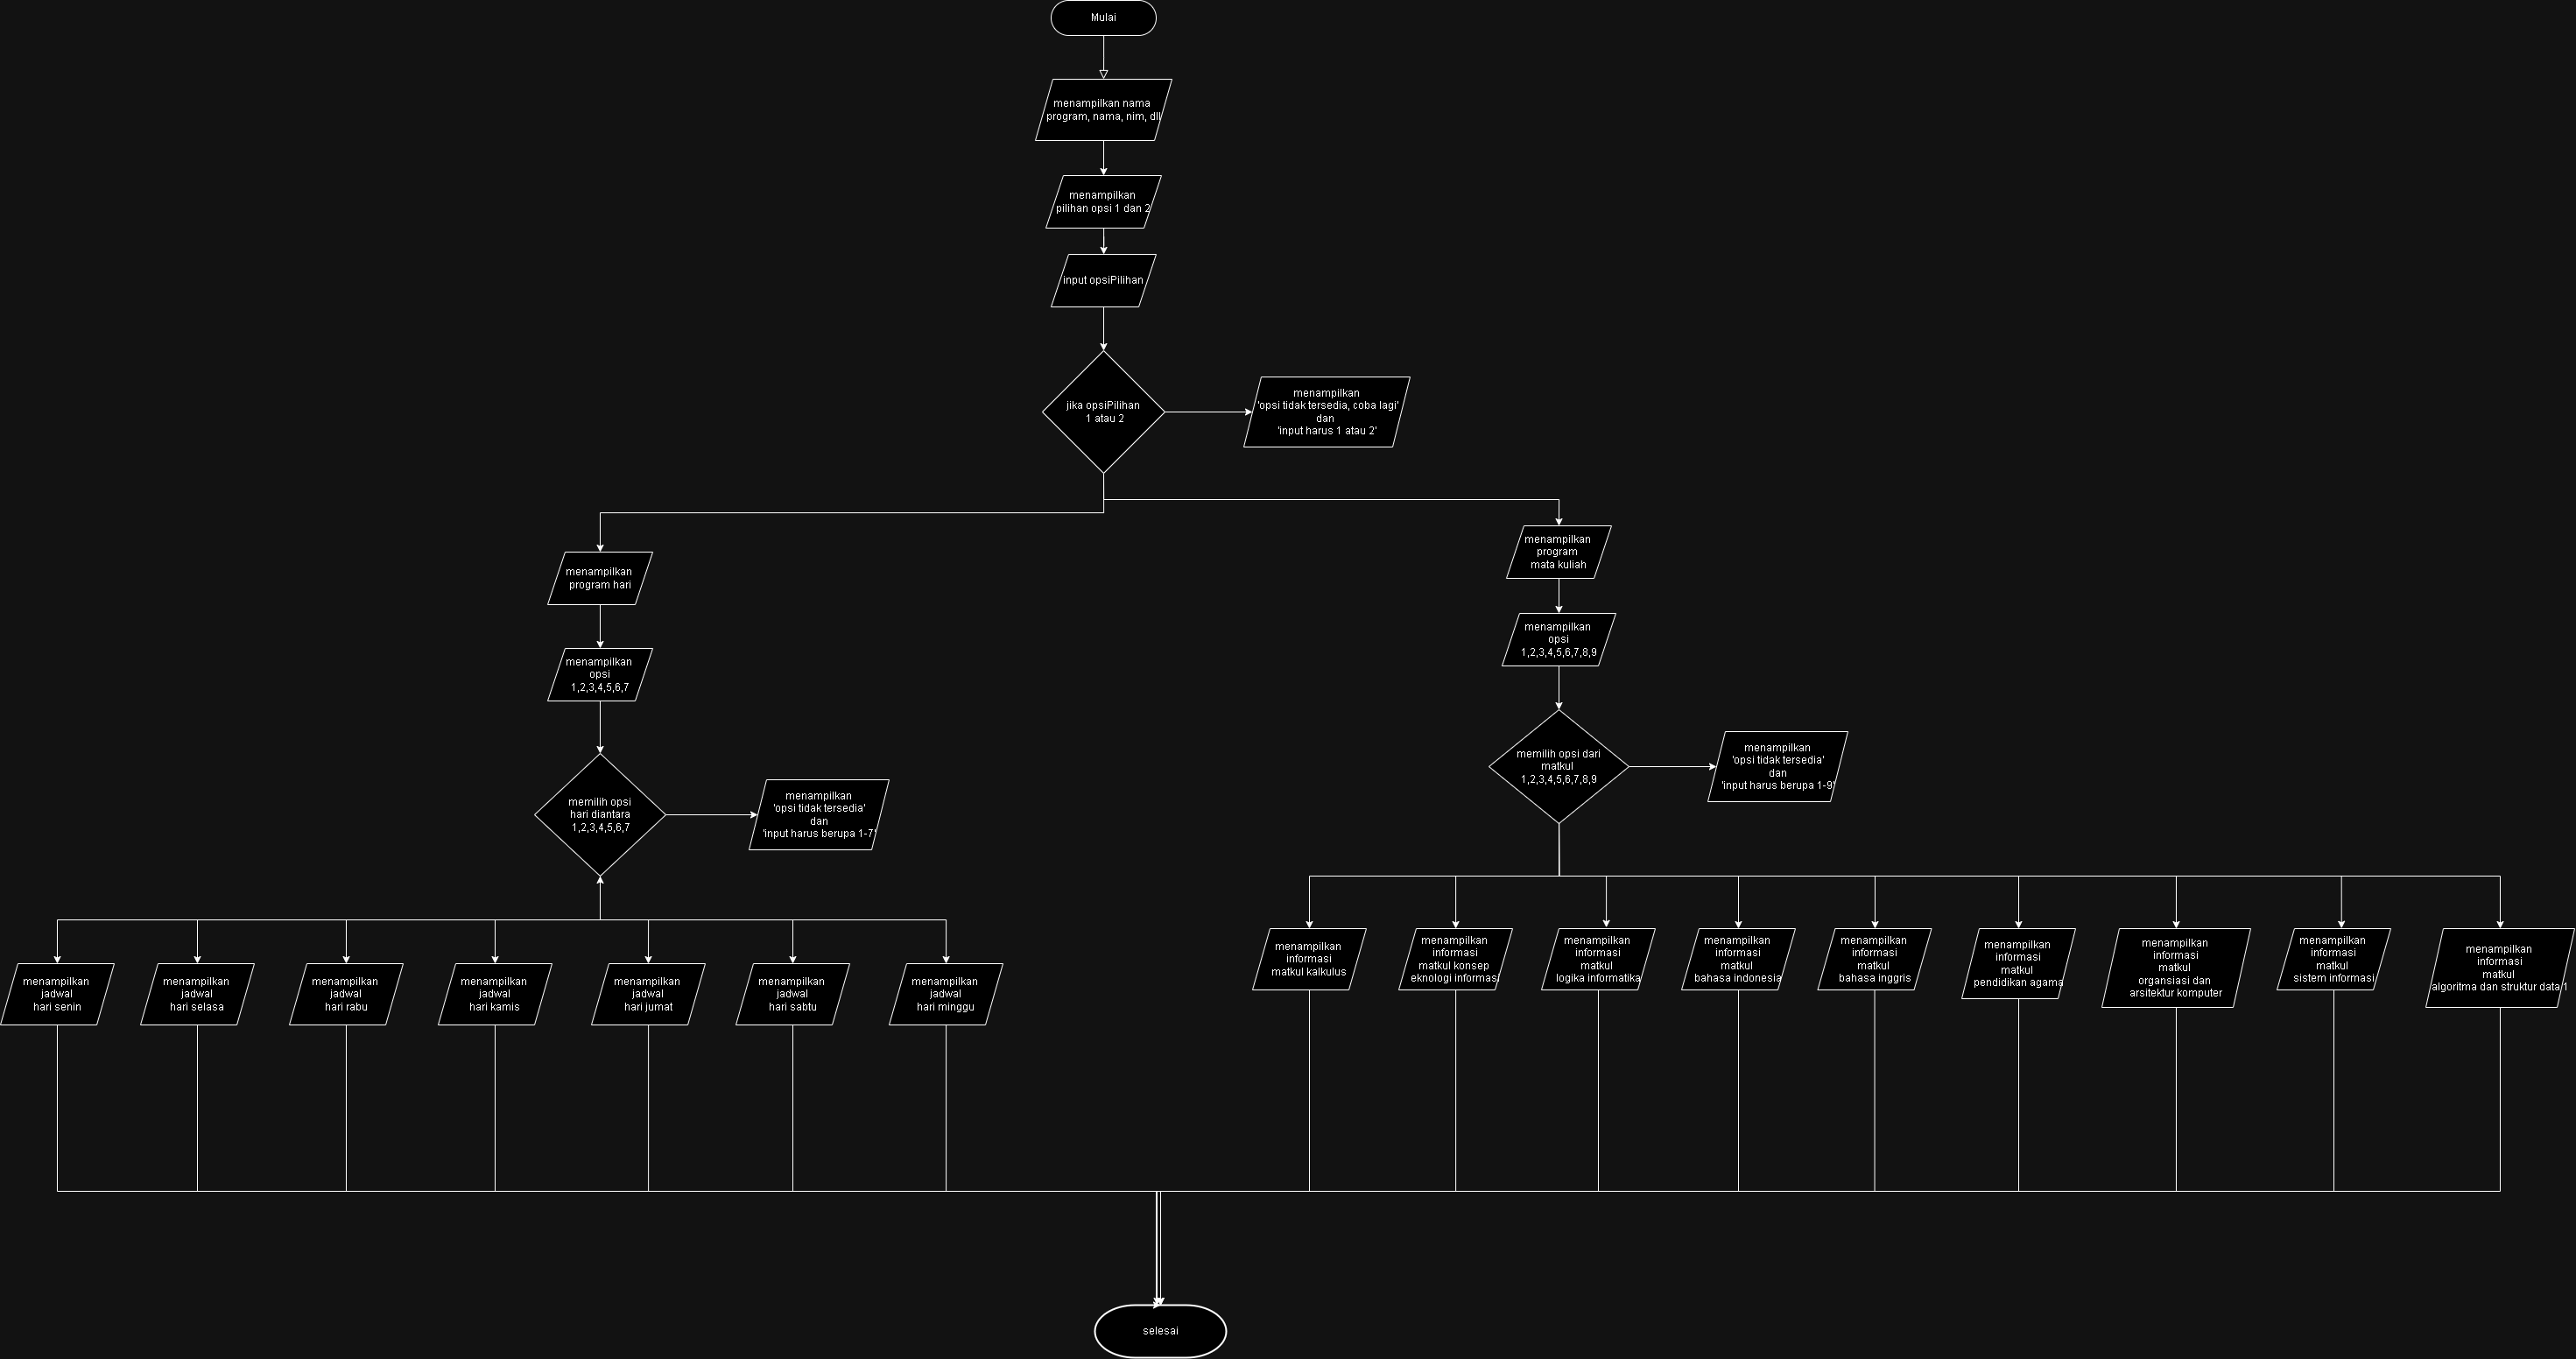 Mulai
menampilkan nama
program, nama, nim, dll
menampilkan
pilihan opsi 1 dan 2
input opsiPilihan
jika opsiPilihan
1 atau 2
menampilkan
'opsi tidak tersedia, coba lagi'
dan
'input harus 1 atau 2'
menampilkan
program hari
menampilkan
opsi
1,2,3,4,5,6,7
memilih opsi
hari diantara
1,2,3,4,5,6,7
menampilkan
'opsi tidak tersedia'
dan
'input harus berupa 1-7'
menampilkan
program
mata kuliah
menampilkan
opsi
1,2,3,4,5,6,7,8,9
memilih opsi dari
matkul
1,2,3,4,5,6,7,8,9
menampilkan
'opsi tidak tersedia'
dan
'input harus berupa 1-9'
menampilkan
jadwal
hari senin
menampilkan
jadwal
hari selasa
menampilkan
jadwal
hari rabu
menampilkan
jadwal
hari kamis
menampilkan
jadwal
hari jumat
menampilkan
jadwal
hari sabtu
menampilkan
jadwal
hari minggu
menampilkan
informasi
matkul kalkulus
menampilkan
informasi
matkul konsep
eknologi informasi
menampilkan
informasi
matkul
logika informatika
menampilkan
informasi
matkul
bahasa indonesia
menampilkan
informasi
matkul
bahasa inggris
menampilkan
informasi
matkul
pendidikan agama
menampilkan
informasi
matkul
organsiasi dan
arsitektur komputer
menampilkan
informasi
matkul
sistem informasi
menampilkan
informasi
matkul
algoritma dan struktur data 1
selesai